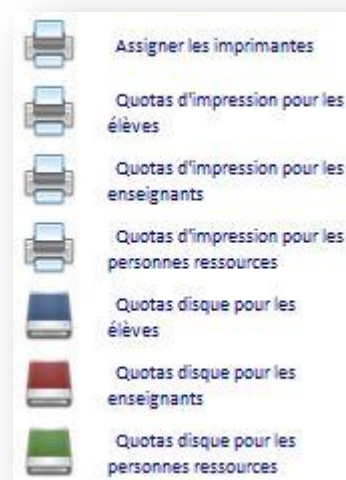 Assigner les imprimantes
Quotas d'impression pour les
élèves
Quotas d'impression pour les
enseignants
Quotas d'impression pour les
personnes ressources
Quotas disque pour les
élèves
Quotas disque pour les
enseignants
Quotas disque pour les
personnes ressources